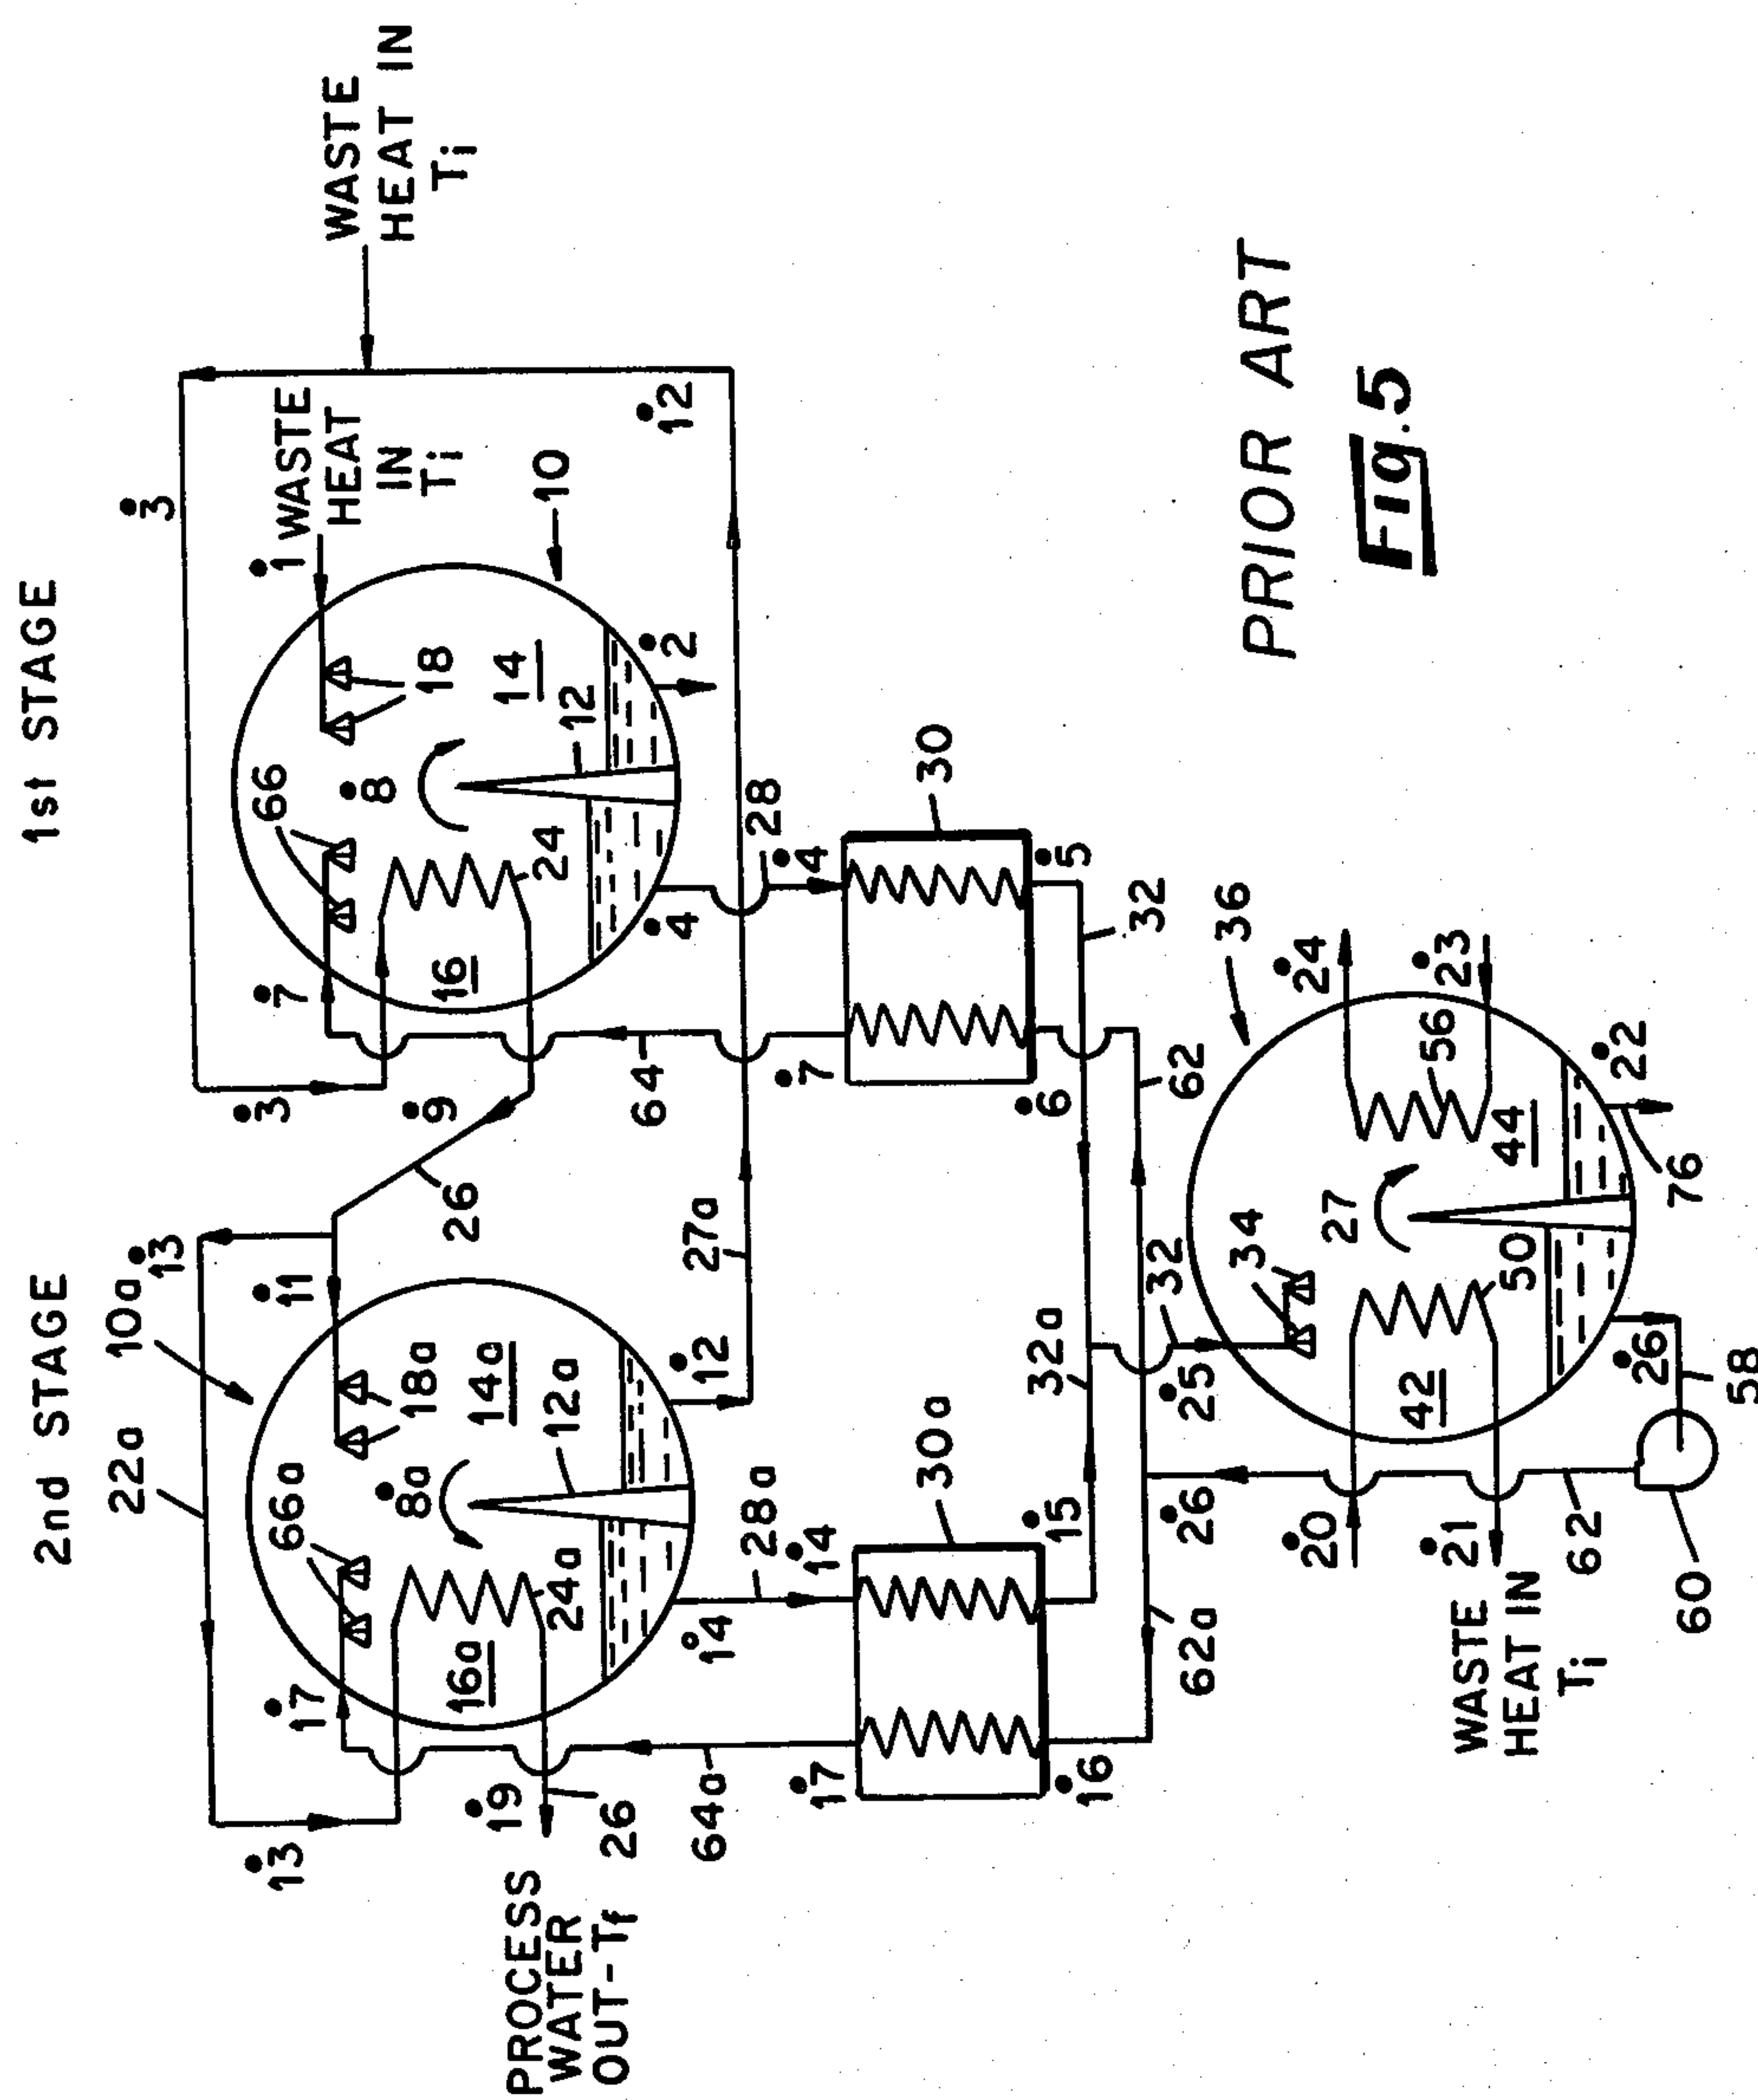 1st STAGE
2nd STAGE
WASTE
HEAT IN
Ti
3
1 WASTE
HEAT
IN
Ti
10
66
8
18
14
12
2
12
7
16
24
4
3
9
64
28
4
7
30
5
6
32
62
26
27a
22a
10a
13
11
66a
8a
18a
14a
12a
12
17
16a
24a
14
13
19
26
64a
28a
14
17
30a
15
16
32a
62a
PROCESS
WATER
OUT-Tf
36
24
23
56
44
22
76
27
34
32
25
50
42
26
58
26
20
21
62
60
WASTE
HEAT IN
Ti
PRIOR ART
Fig. 5